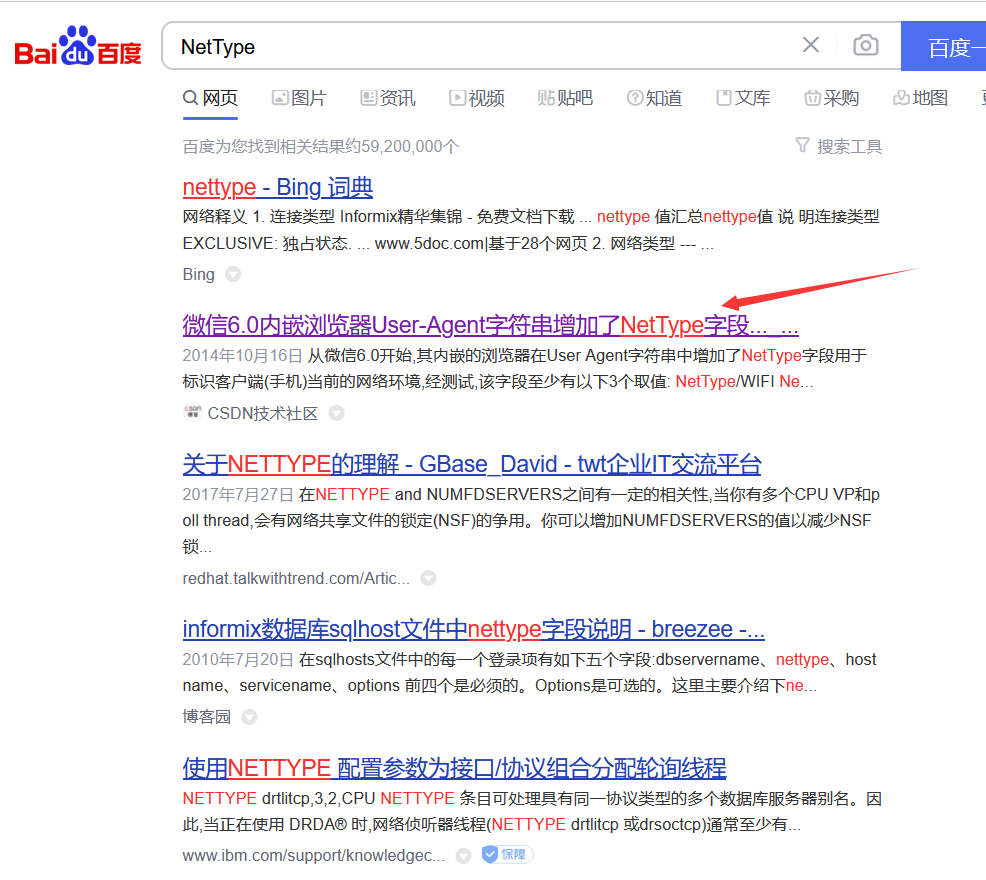 Bai du 百度 NetType 百度一
网页 图片 资讯 视频 贴 贴吧 知道 文库 采购 地图
百度为您找到相关结果约59,200,000个 搜索工具
nettype - Bing 词典
网络释义 1. 连接类型 Informix精华集锦 - 免费文档下载 ... nettype 值汇总nettype值 说 明连接类型
EXCLUSIVE: 独占状态. ... www.5doc.com|基于28个网页 2. 网络类型 --- ...
Bing
微信6.0内嵌浏览器User-Agent字符串增加了NetType字段..._...
2014年10月16日 从微信6.0开始,其内嵌的浏览器在User Agent字符串中增加了NetType字段用于
标识客户端(手机)当前的网络环境,经测试,该字段至少有以下3个取值: NetType/WIFI Ne...
CSDN技术社区
关于NETTYPE的理解 - GBase_David - twt企业IT交流平台
2017年7月27日 在NETTYPE and NUMFDSERVERS之间有一定的相关性,当你有多个CPU VP和p
oll thread,会有网络共享文件的锁定(NSF)的争用。你可以增加NUMFDSERVERS的值以减少NSF
锁...
redhat.talkwithtrend.com/Artic...
informix数据库sqlhost文件中nettype字段说明 - breezee -...
2010年7月20日 在sqlhosts文件中的每一个登录项有如下五个字段:dbservername、nettype、host
name、servicename、options 前四个是必须的。Options是可选的。这里主要介绍下ne...
博客园
使用NETTYPE 配置参数为接口/协议组合分配轮询线程
NETTYPE drtlitcp,3,2,CPU NETTYPE 条目可处理具有同一协议类型的多个数据库服务器别名。因
此,当正在使用 DRDA® 时,网络侦听器线程(NETTYPE drtlitcp 或drsoctcp)通常至少有...
www.ibm.com/support/knowledgec... 保障